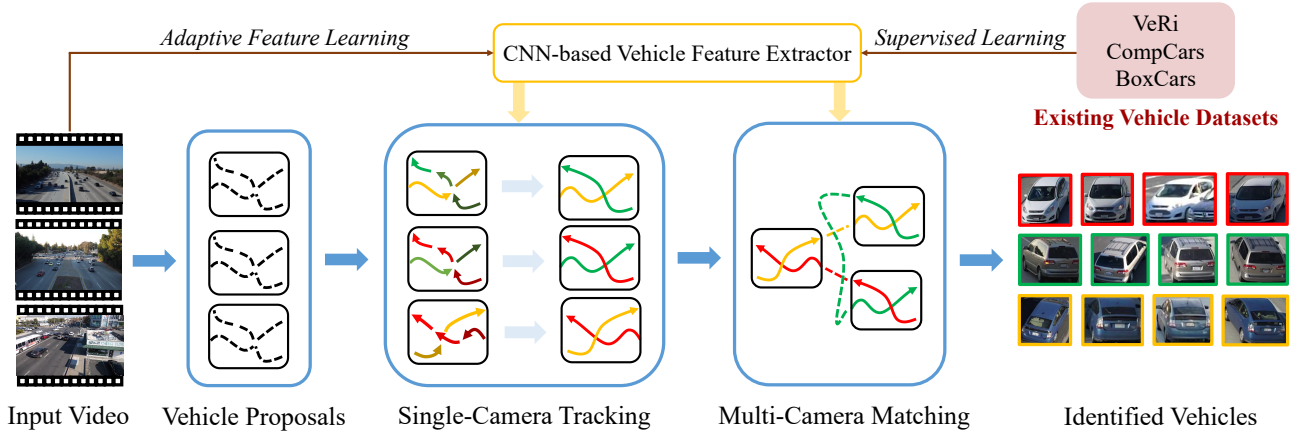 Adaptive Feature Learning
CNN-based Vehicle Feature Extractor
Supervised Learning
VeRi
CompCars
BoxCars
Existing Vehicle Datasets
Input Video
Vehicle Proposals
Single-Camera Tracking
Multi-Camera Matching
Identified Vehicles